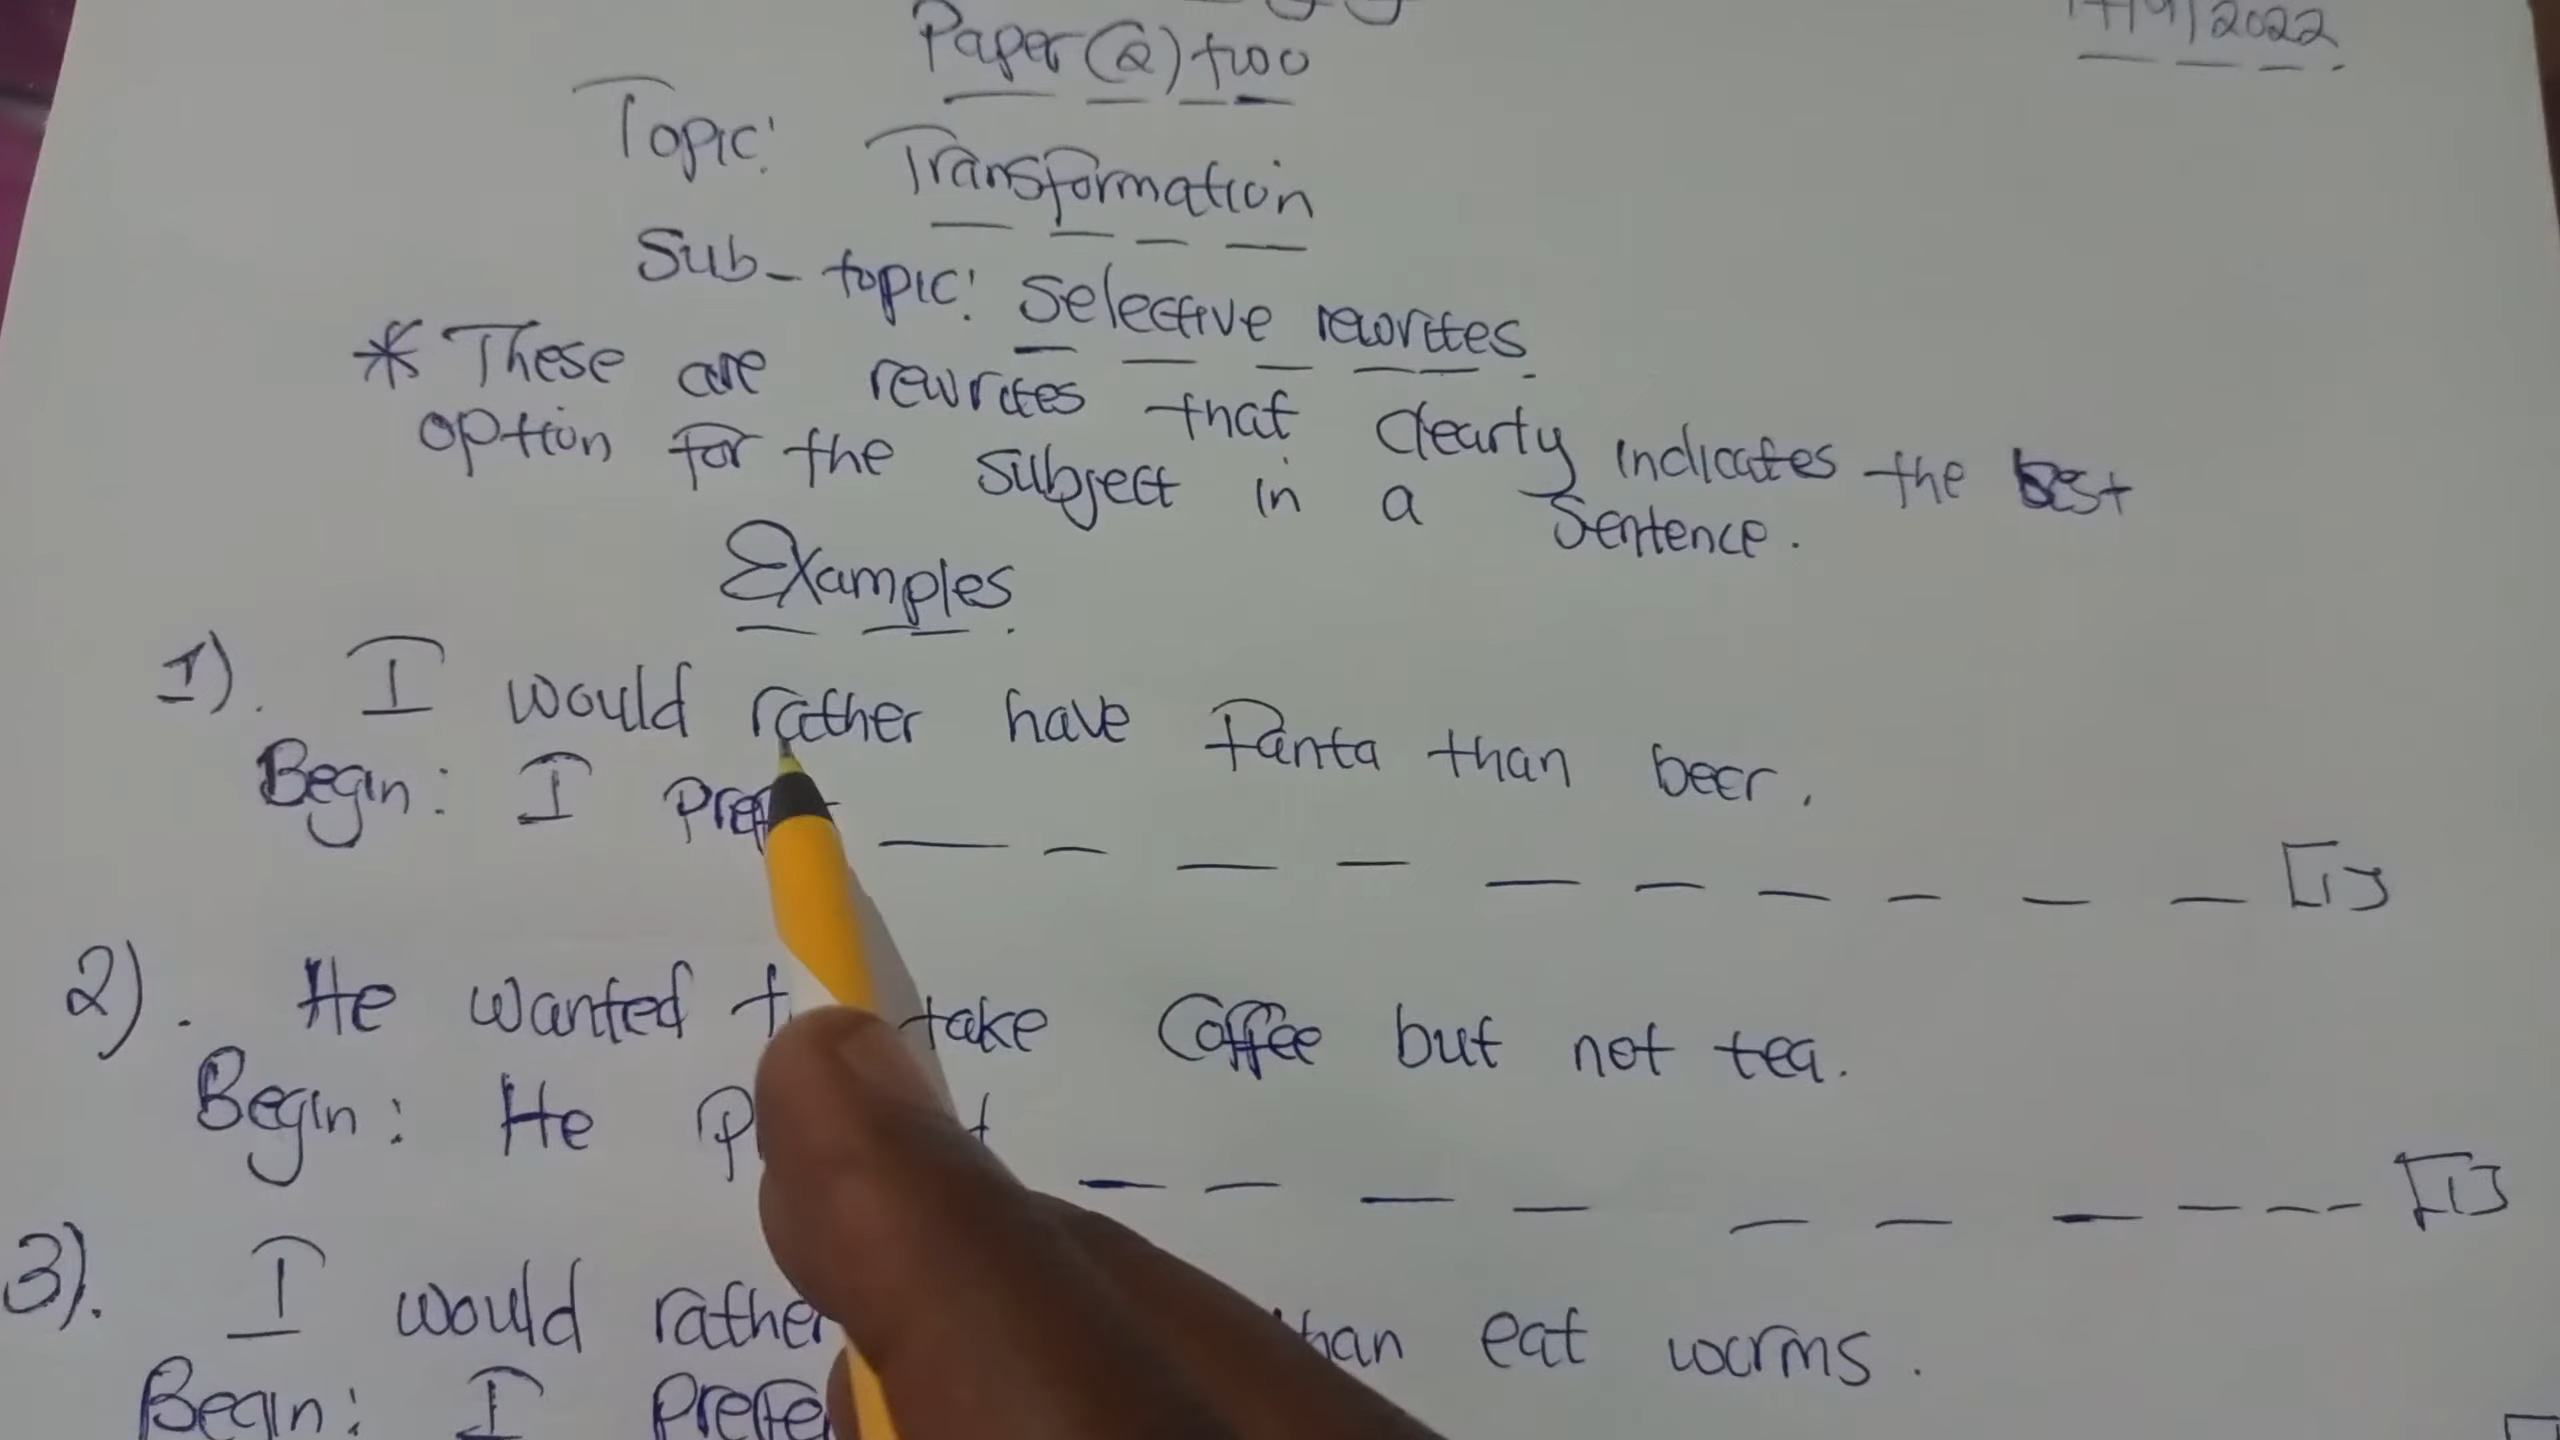 Paper (2) two
2022
Topic: Transformation
Sub-topic: Selective rewrites.
* These are rewrites that clearly indicates the best
option for the subject in a sentence.
Examples.
1). I would rather have Fanta than beer.
Begin: I _ _ _ _ _ _ _ _ _ _ [1]
2). He wanted take Coffee but not tea.
Begin: He _ _ _ _ _ _ _ _ _ _ [1]
3). I would rather than eat worms.
Begin: I